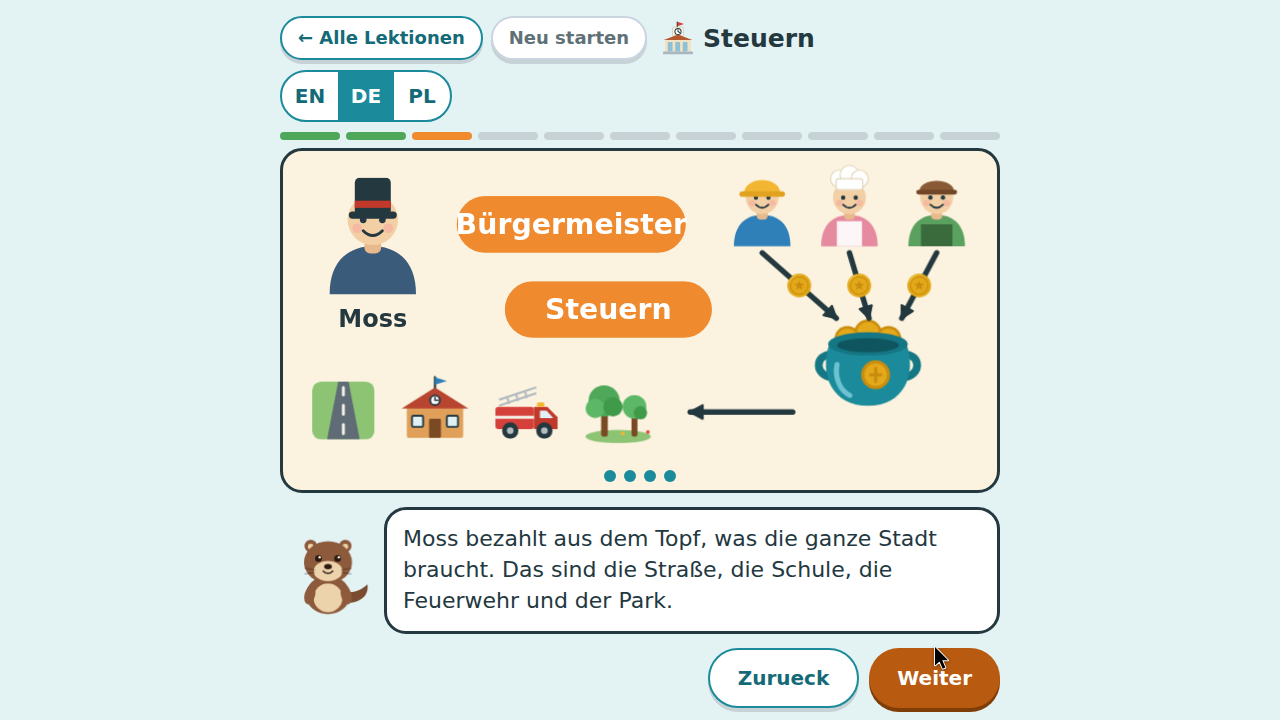 ← Alle Lektionen
Neu starten
Steuern
EN
DE
PL
Bürgermeister
Steuern
Moss
Moss bezahlt aus dem Topf, was die ganze Stadt
braucht. Das sind die Straße, die Schule, die
Feuerwehr und der Park.
Zurueck
Weiter